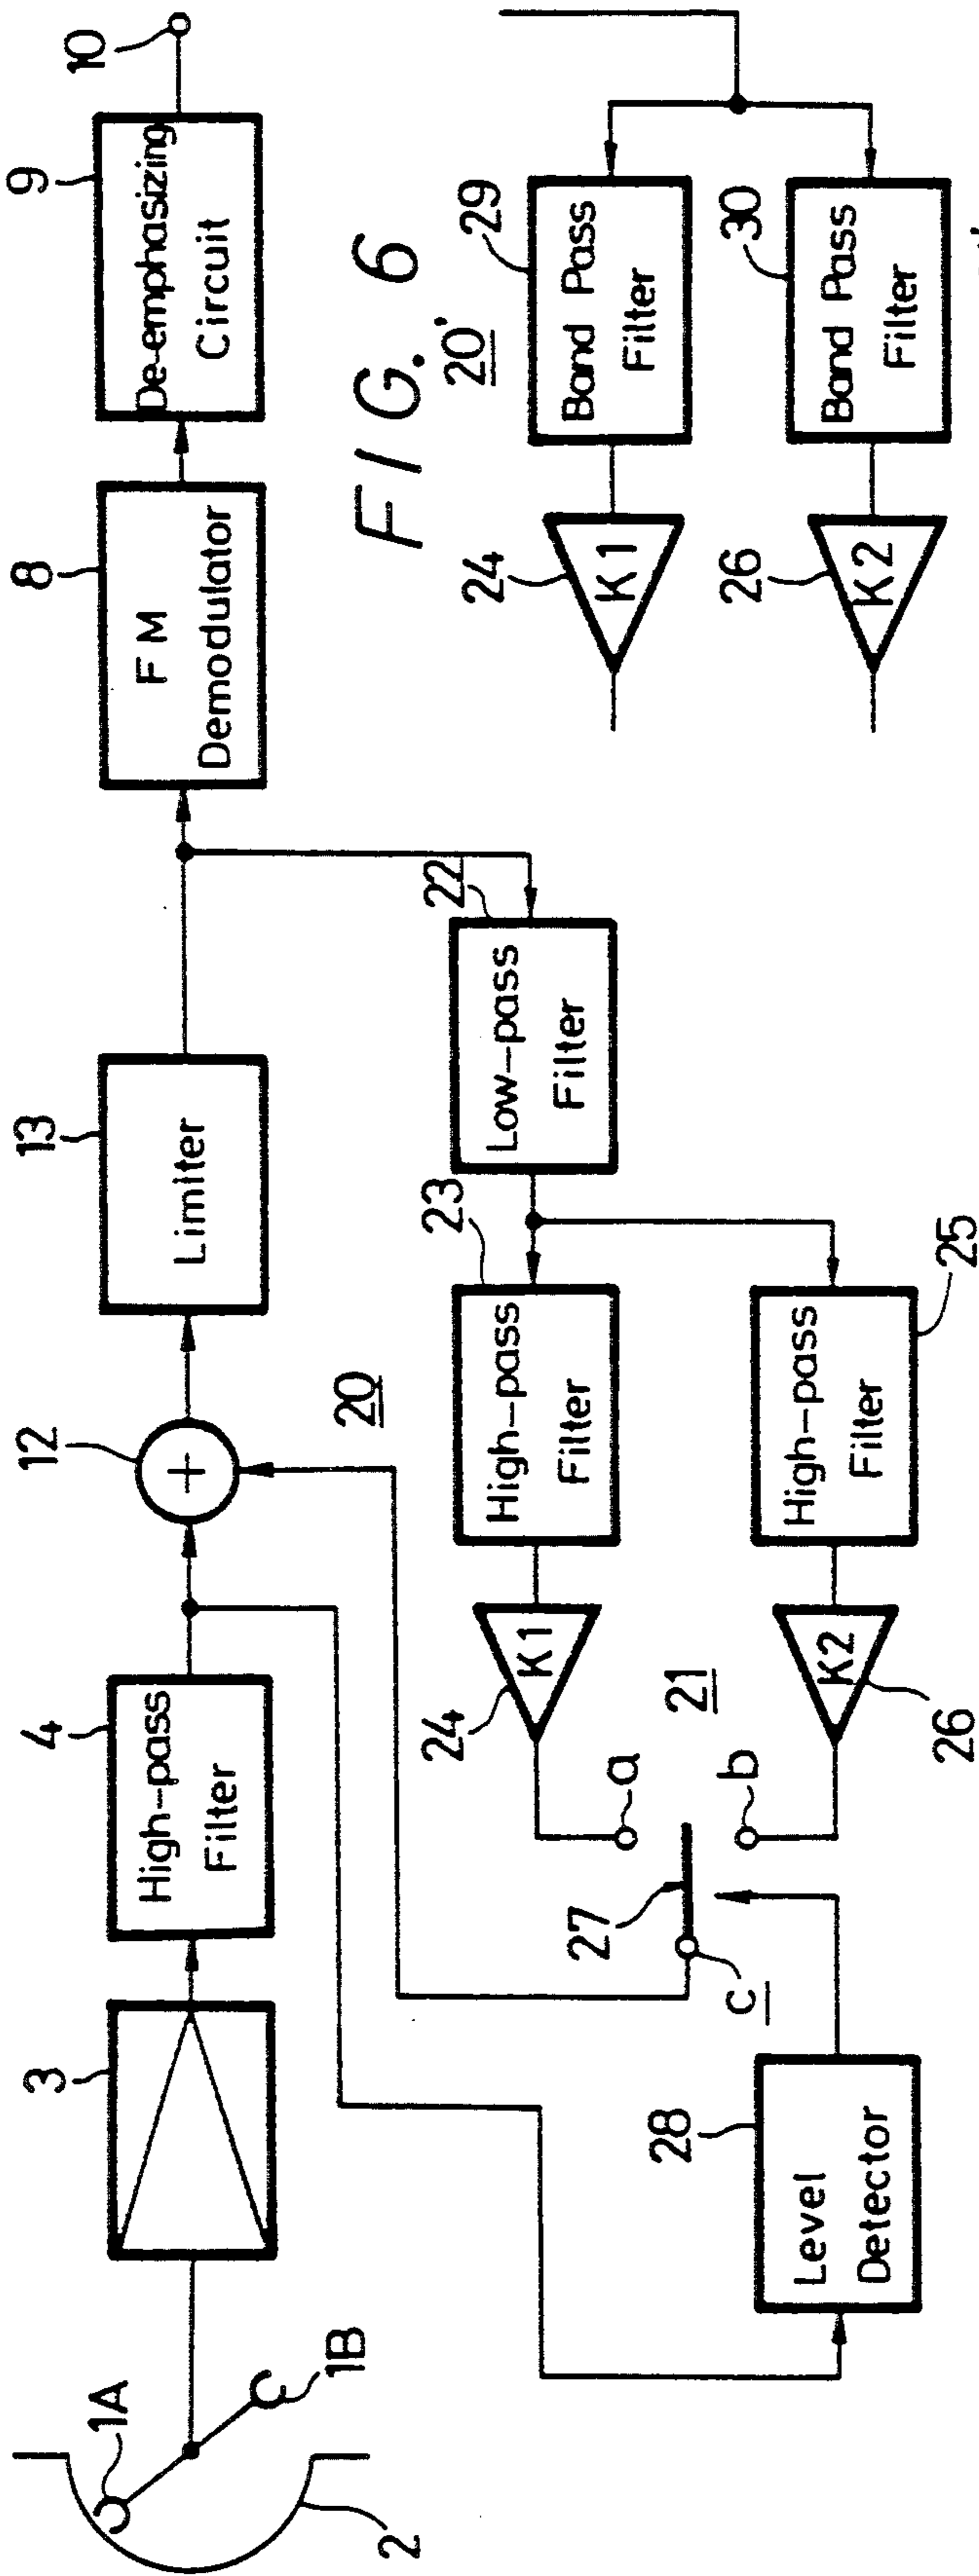 1A
1B
2
3
4
High-pass
Filter
12
+
13
Limiter
8
FM
Demodulator
9
De-emphasizing
Circuit
10
20
22
Low-pass
Filter
23
High-pass
Filter
24
K1
25
High-pass
Filter
26
K2
21
a
b
c
27
28
Level
Detector
FIG. 6
20'
29
Band Pass
Filter
24
K1
30
Band Pass
Filter
26
K2